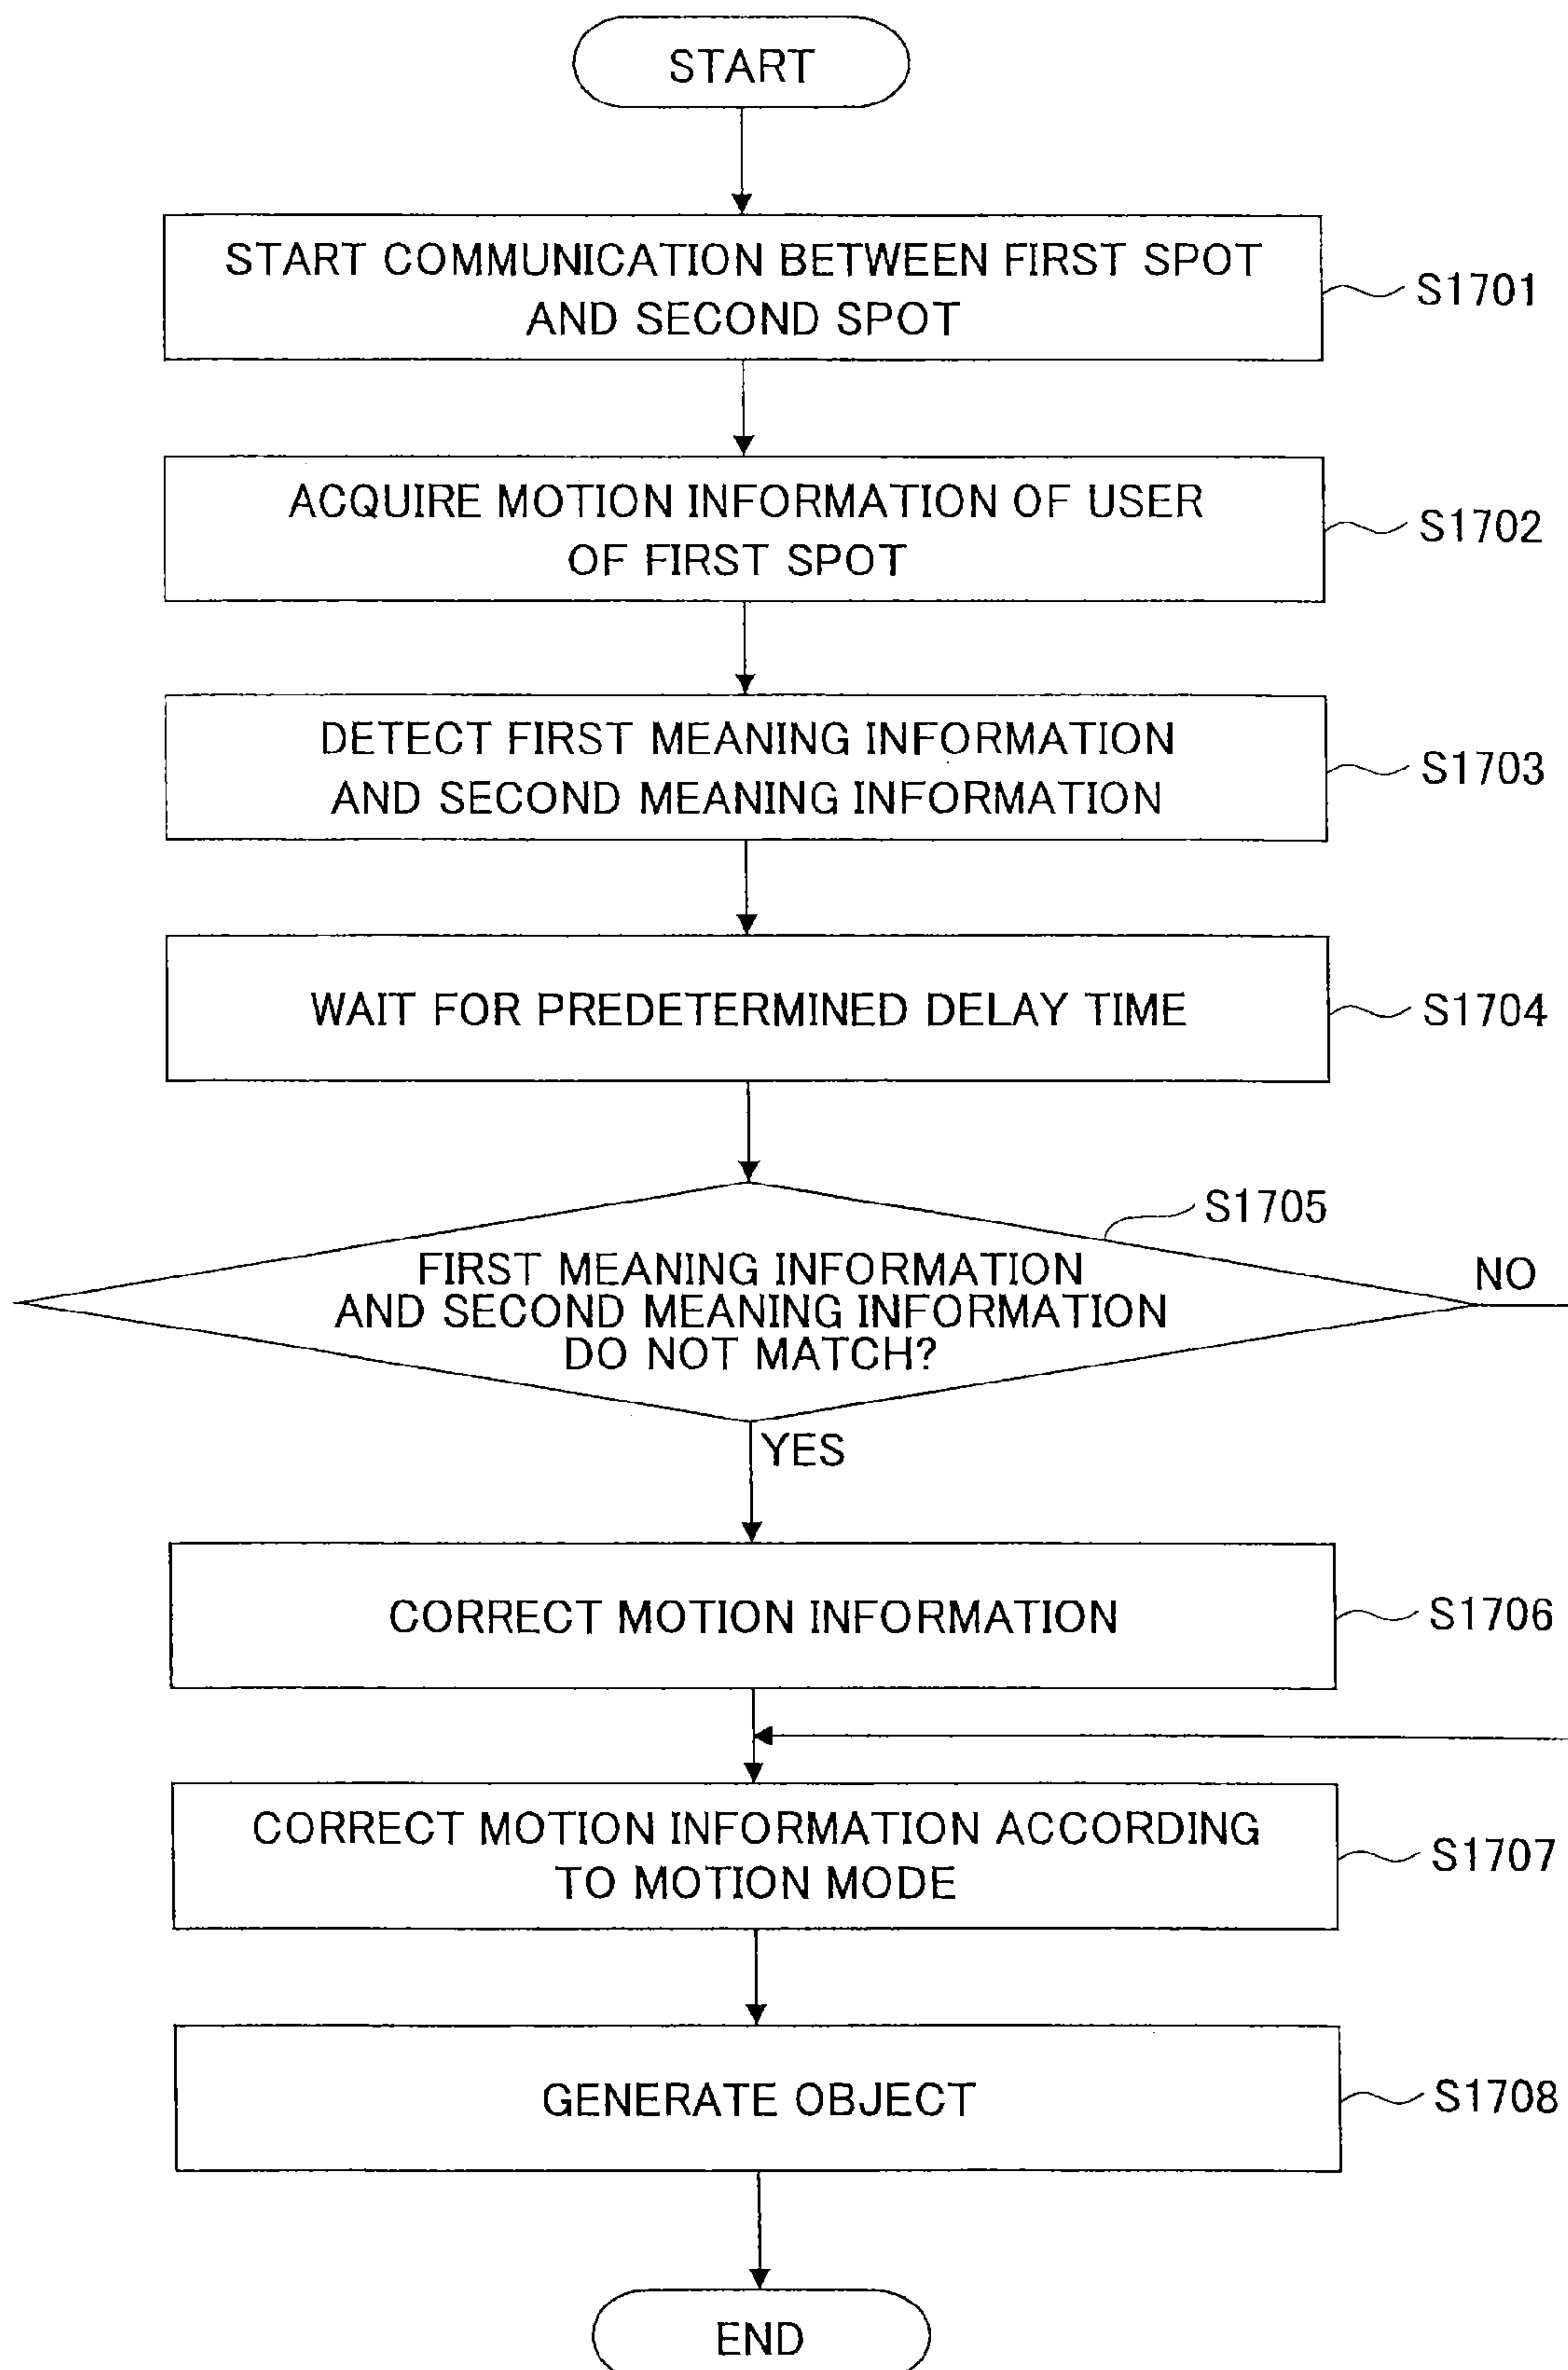 START
START COMMUNICATION BETWEEN FIRST SPOT
AND SECOND SPOT
S1701
ACQUIRE MOTION INFORMATION OF USER
OF FIRST SPOT
S1702
DETECT FIRST MEANING INFORMATION
AND SECOND MEANING INFORMATION
S1703
WAIT FOR PREDETERMINED DELAY TIME
S1704
S1705
FIRST MEANING INFORMATION
AND SECOND MEANING INFORMATION
DO NOT MATCH?
NO
YES
CORRECT MOTION INFORMATION
S1706
CORRECT MOTION INFORMATION ACCORDING
TO MOTION MODE
S1707
GENERATE OBJECT
S1708
END